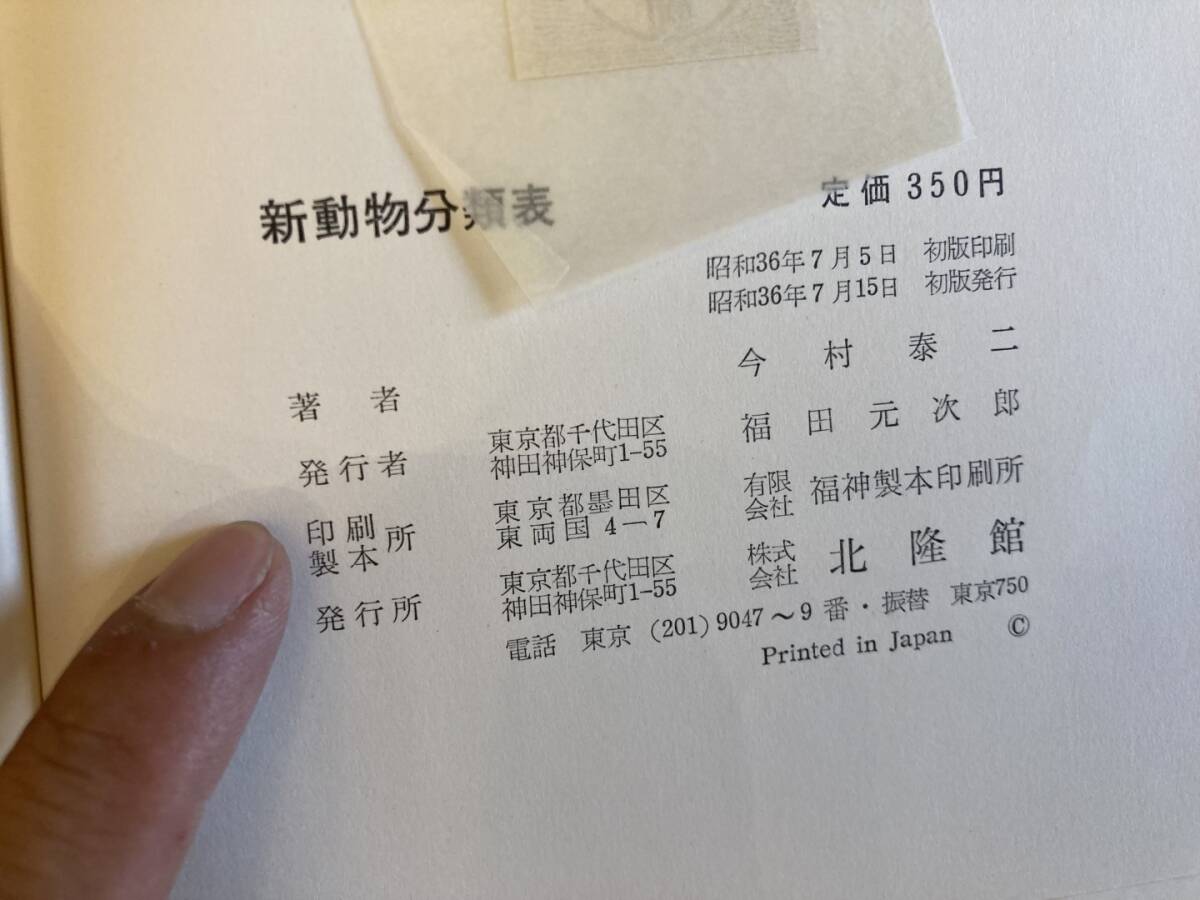 新動物分類表
定価 350円
昭和36年7月5日 初版印刷
昭和36年7月15日 初版発行
著者 今村泰二
発行者 東京都千代田区神田神保町1-55 福田元次郎
印刷製本所 東京都墨田区東両国4-7 有限会社 福神製本印刷所
発行所 東京都千代田区神田神保町1-55 株式会社 北隆館
電話 東京 (201) 9047～9番・振替 東京750
Printed in Japan ©